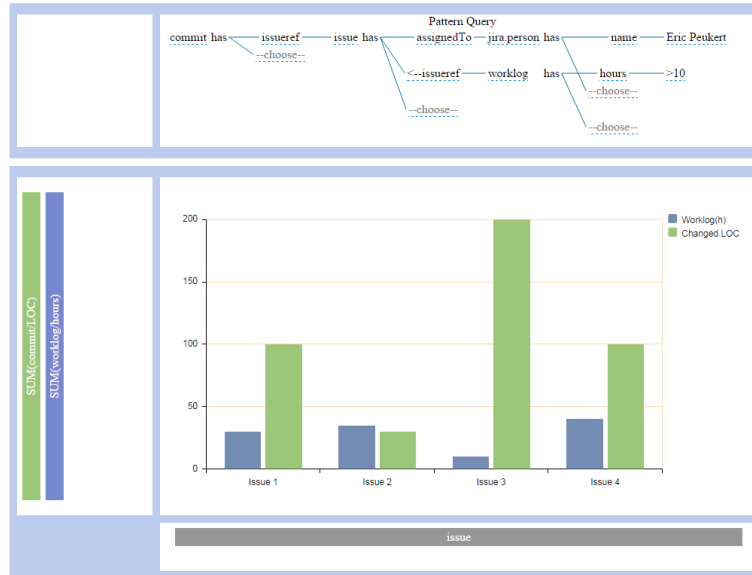 Pattern Query
commit has issueref issue has assignedTo jira.person has name Eric Peukert
--choose--
<--issueref worklog has hours >10
--choose--
--choose--
--choose--
SUM(commit/LOC)
SUM(worklog/hours)
200
150
100
50
0
Worklog(h)
Changed LOC
Issue 1 Issue 2 Issue 3 Issue 4
issue